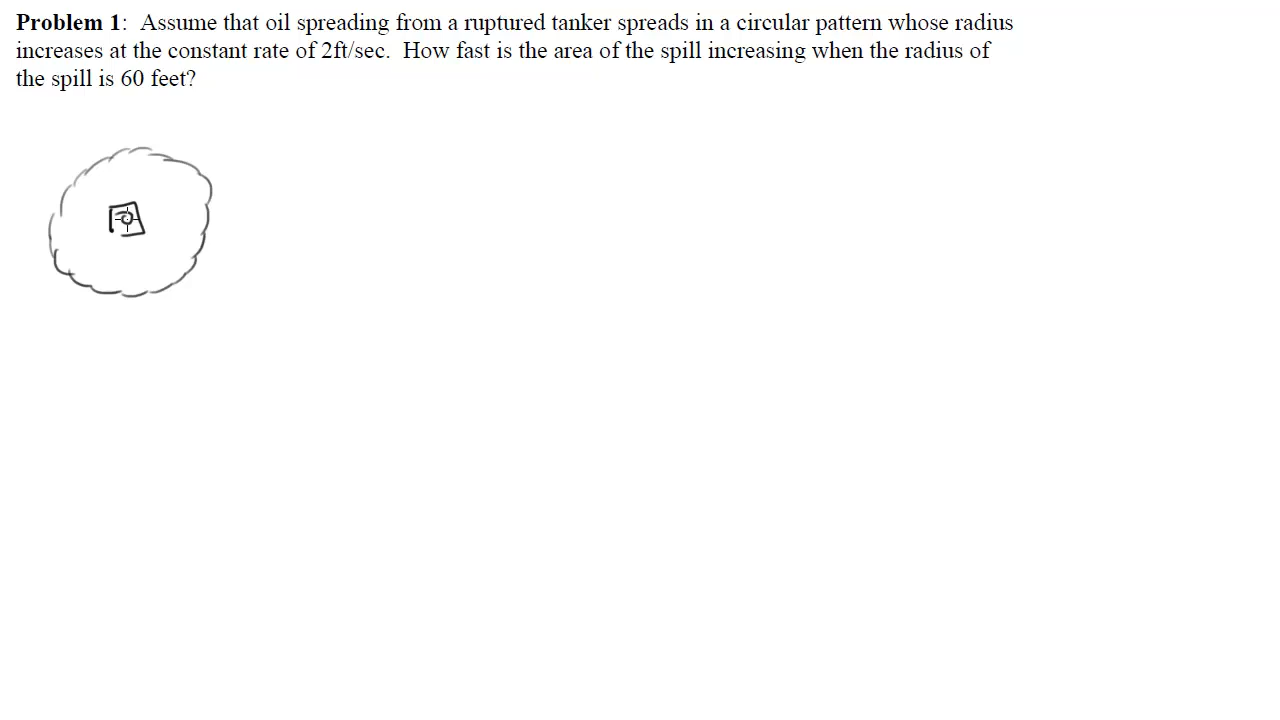 Problem 1:  Assume that oil spreading from a ruptured tanker spreads in a circular pattern whose radius
increases at the constant rate of 2ft/sec.  How fast is the area of the spill increasing when the radius of
the spill is 60 feet?